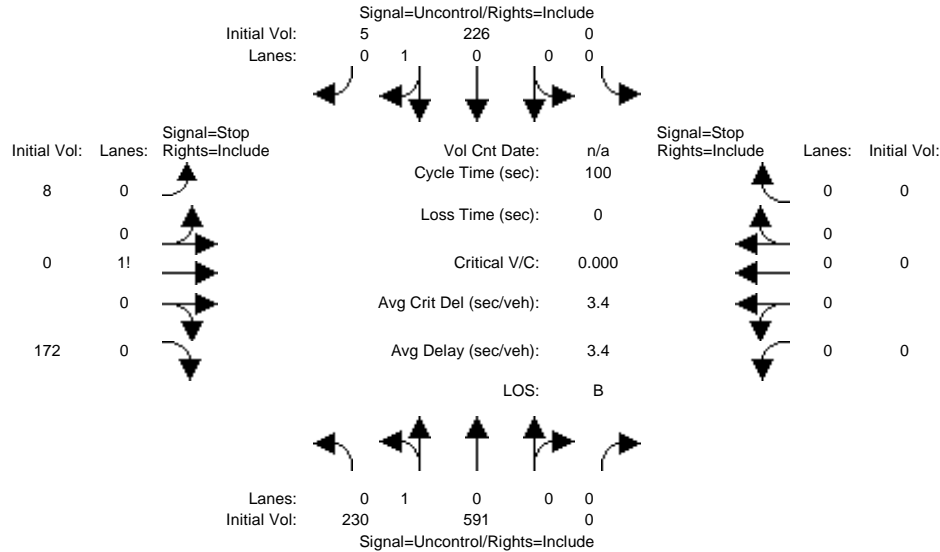 Signal=Uncontrol/Rights=Include
Initial Vol: 5 226 0
Lanes: 0 1 0 0 0
Signal=Stop Signal=Stop
Initial Vol: Lanes: Rights=Include Vol Cnt Date: n/a Rights=Include Lanes: Initial Vol:
Cycle Time (sec): 100
8 0 0 0
Loss Time (sec): 0
0 0
0 1! Critical V/C: 0.000 0 0
0 Avg Crit Del (sec/veh): 3.4 0
172 0 Avg Delay (sec/veh): 3.4 0 0
LOS: B
Lanes: 0 1 0 0 0
Initial Vol: 230 591 0
Signal=Uncontrol/Rights=Include